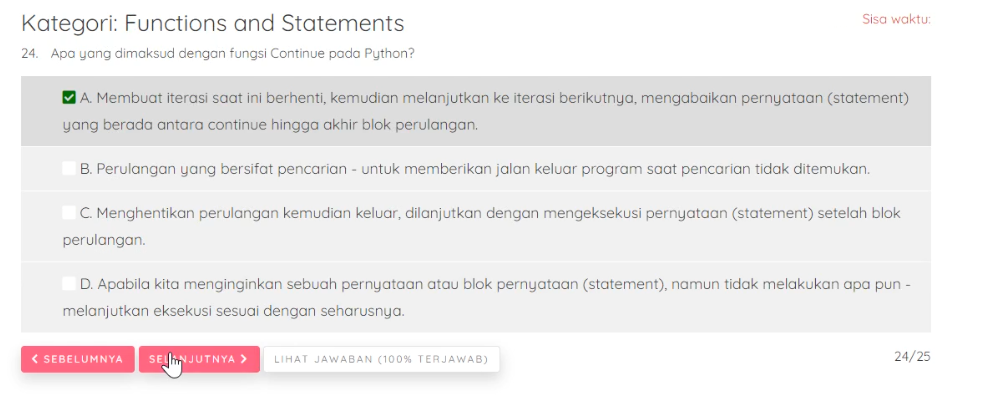 Kategori: Functions and Statements
Sisa waktu:
24. Apa yang dimaksud dengan fungsi Continue pada Python?
A. Membuat iterasi saat ini berhenti, kemudian melanjutkan ke iterasi berikutnya, mengabaikan pernyataan (statement)
yang berada antara continue hingga akhir blok perulangan.
B. Perulangan yang bersifat pencarian - untuk memberikan jalan keluar program saat pencarian tidak ditemukan.
C. Menghentikan perulangan kemudian keluar, dilanjutkan dengan mengeksekusi pernyataan (statement) setelah blok
perulangan.
D. Apabila kita menginginkan sebuah pernyataan atau blok pernyataan (statement), namun tidak melakukan apa pun -
melanjutkan eksekusi sesuai dengan seharusnya.
SEBELUMNYA
SELANJUTNYA
LIHAT JAWABAN (100% TERJAWAB)
24/25